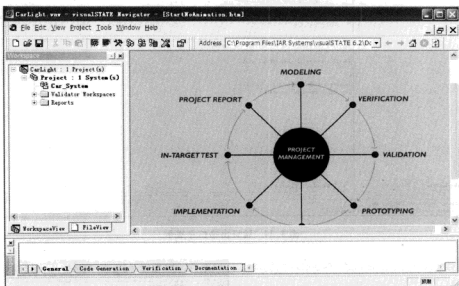 CarLight.vnw - visualSTATE Navigator - [StartNoAnimation.htm]
File Edit View Project Tools Window Help
Address C:\Program Files\IAR Systems\visualSTATE 6.2\Do
Workspace
CarLight : 1 Project(s)
Project : 1 System(s)
Car_System
Validator Workspaces
Reports
WorkspaceView FileView
MODELING
PROJECT REPORT
VERIFICATION
IN-TARGET TEST
PROJECT
MANAGEMENT
VALIDATION
IMPLEMENTATION
PROTOTYPING
General Code Generation Verification Documentation